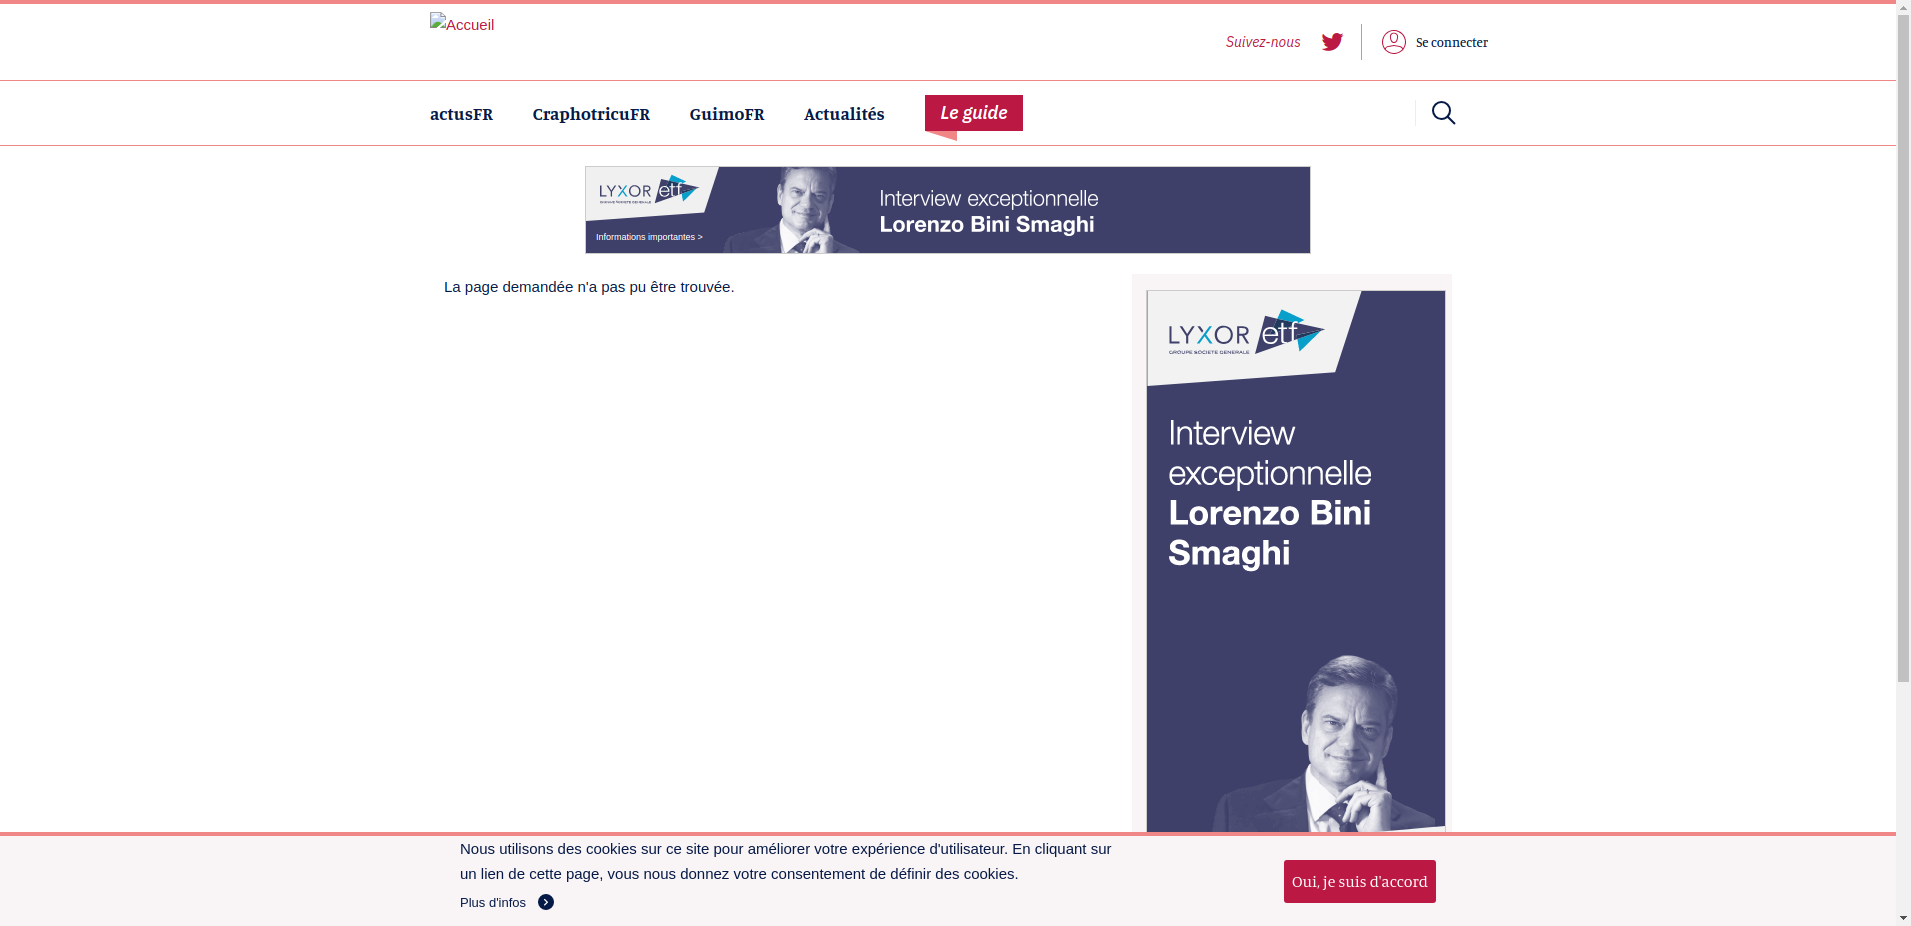 Accueil
Suivez-nous
Se connecter
actusFR
CraphotricuFR
GuimoFR
Actualités
Le guide
LYXOR etf
GROUPE SOCIETE GENERALE
Informations importantes >
Interview exceptionnelle
Lorenzo Bini Smaghi
La page demandée n'a pas pu être trouvée.
LYXOR etf
GROUPE SOCIETE GENERALE
Interview
exceptionnelle
Lorenzo Bini
Smaghi
Nous utilisons des cookies sur ce site pour améliorer votre expérience d'utilisateur. En cliquant sur
un lien de cette page, vous nous donnez votre consentement de définir des cookies.
Plus d'infos
Oui, je suis d'accord